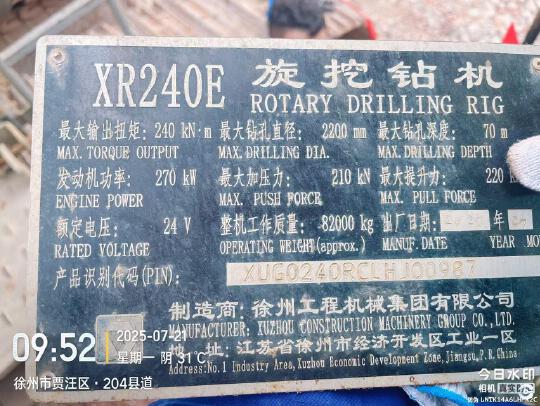 XR240E 旋挖钻机
ROTARY DRILLING RIG
最大输出扭矩: 240 kN·m 最大钻孔直径: 2200 mm 最大钻孔深度: 70 m
MAX. TORQUE OUTPUT MAX. DRILLING DIA. MAX. DRILLING DEPTH
发动机功率: 270 kW 最大加压力: 210 kN 最大提升力: 220
ENGINE POWER MAX. PUSH FORCE MAX. PULL FORCE
额定电压: 24 V 整机工作质量: 82000 kg 出厂日期: 年
RATED VOLTAGE OPERATING WEIGHT(approx.) MANUF. DATE YEAR MO
产品识别代码(PIN): XUG0240RCLHJ00987
制造商: 徐州工程机械集团有限公司
MANUFACTURER: XUZHOU CONSTRUCTION MACHINERY GROUP CO., LTD.
址: 江苏省徐州市经济开发区工业一区
Address: No.1 Industry Area, Xuzhou Economic Development Zone, Jiangsu, P.R. China
09:52 2025-07-21
星期一 阴 31℃
徐州市贾汪区·204县道
今日水印
相机